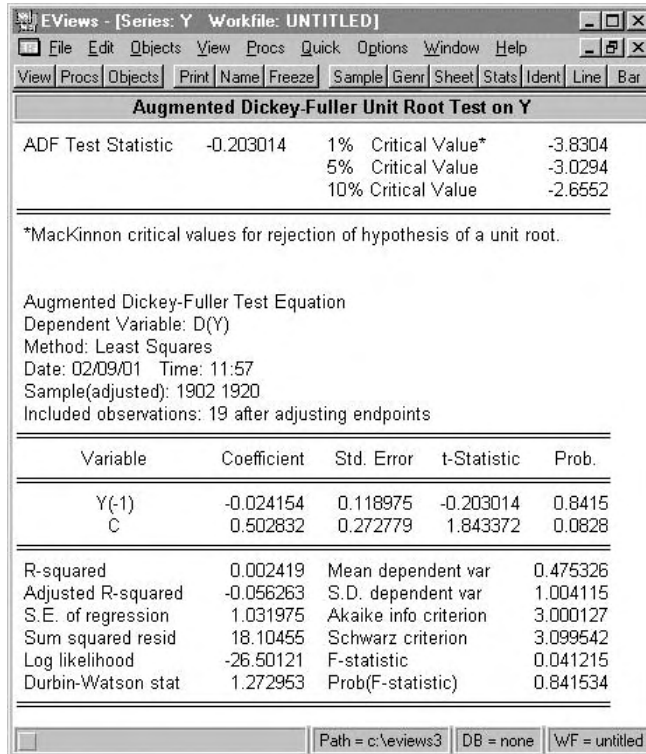 EViews - [Series: Y   Workfile: UNTITLED]
File Edit Objects View Procs Quick Options Window Help
View Procs Objects Print Name Freeze Sample Genr Sheet Stats Ident Line Bar
Augmented Dickey-Fuller Unit Root Test on Y
ADF Test Statistic -0.203014 1% Critical Value* -3.8304
5% Critical Value -3.0294
10% Critical Value -2.6552
*MacKinnon critical values for rejection of hypothesis of a unit root.
Augmented Dickey-Fuller Test Equation
Dependent Variable: D(Y)
Method: Least Squares
Date: 02/09/01 Time: 11:57
Sample(adjusted): 1902 1920
Included observations: 19 after adjusting endpoints
Variable Coefficient Std. Error t-Statistic Prob.
Y(-1) -0.024154 0.118975 -0.203014 0.8415
C 0.502832 0.272779 1.843372 0.0828
R-squared 0.002419 Mean dependent var 0.475326
Adjusted R-squared -0.056263 S.D. dependent var 1.004115
S.E. of regression 1.031975 Akaike info criterion 3.000127
Sum squared resid 18.10455 Schwarz criterion 3.099542
Log likelihood -26.50121 F-statistic 0.041215
Durbin-Watson stat 1.272953 Prob(F-statistic) 0.841534
Path = c:\eviews3 DB = none WF = untitled